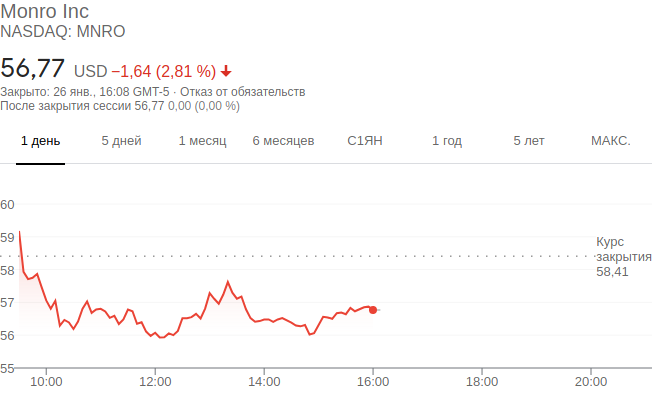 Monro Inc
NASDAQ: MNRO
56,77 USD −1,64 (2,81 %)
Закрыто: 26 янв., 16:08 GMT-5 · Отказ от обязательств
После закрытия сессии 56,77 0,00 (0,00 %)
1 день 5 дней 1 месяц 6 месяцев С1ЯН 1 год 5 лет МАКС.
60
59
Курс
закрытия
58,41
58
57
56
55
10:00 12:00 14:00 16:00 18:00 20:00